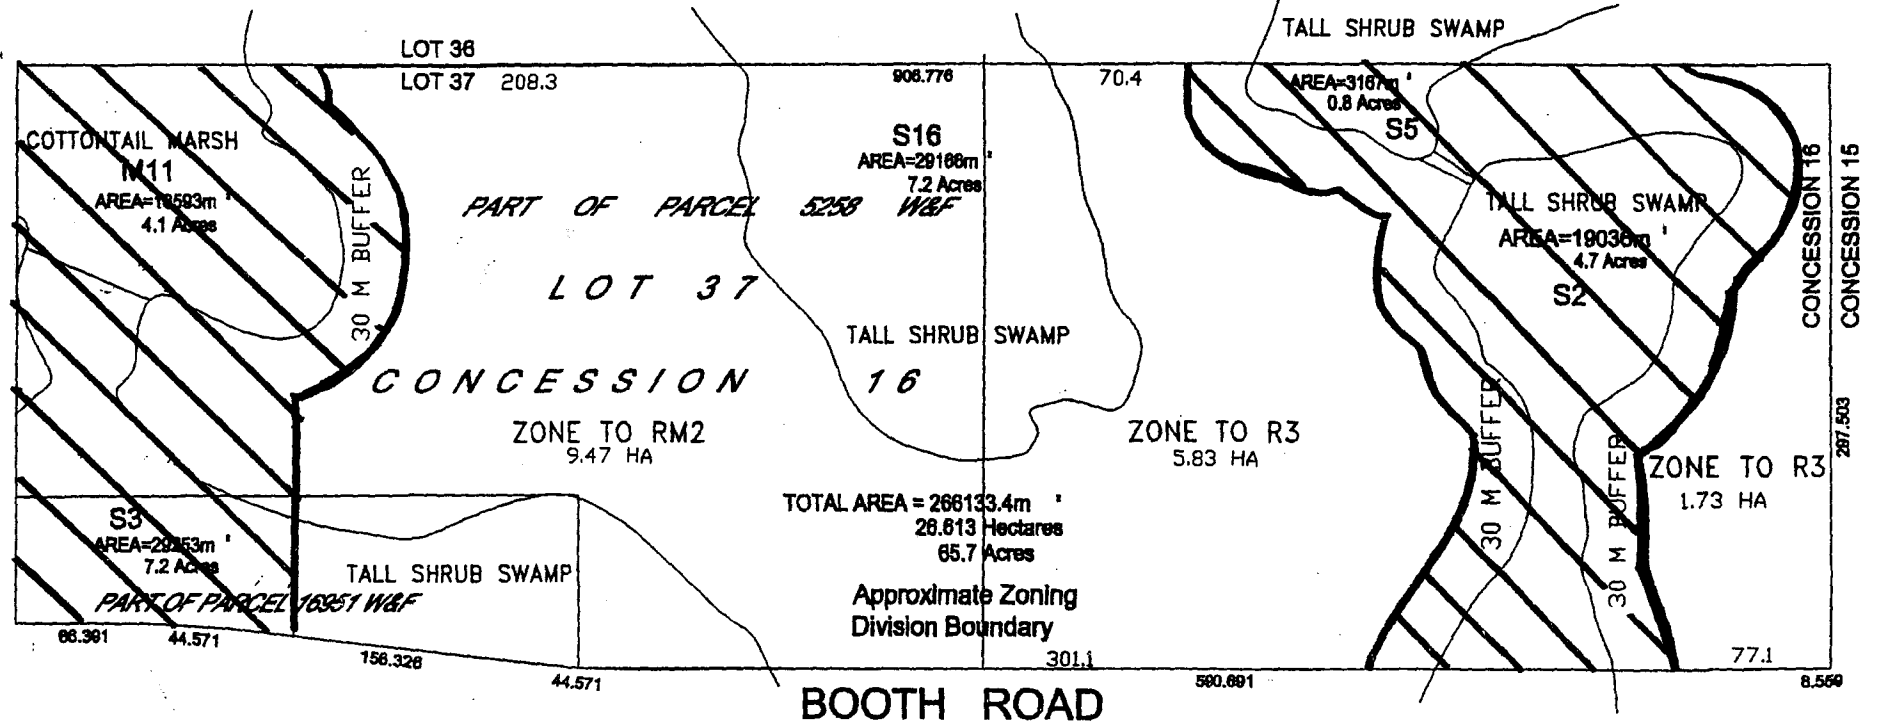 TALL SHRUB SWAMP
LOT 36
LOT 37 208.3
906.776
70.4
AREA=3167m²
0.8 Acres
S5
COTTONTAIL MARSH
M11
AREA=16593m²
4.1 Acres
30 M BUFFER
S16
AREA=29166m²
7.2 Acres
PART OF PARCEL 5258 W&F
LOT 37
TALL SHRUB SWAMP
CONCESSION 16
TALL SHRUB SWAMP
AREA=19036m²
4.7 Acres
S2
CONCESSION 16
CONCESSION 15
ZONE TO RM2
9.47 HA
ZONE TO R3
5.83 HA
30 M BUFFER
30 M BUFFER
ZONE TO R3
1.73 HA
297.503
TOTAL AREA = 266133.4m²
26.613 Hectares
65.7 Acres
S3
AREA=29253m²
7.2 Acres
TALL SHRUB SWAMP
PART OF PARCEL 16951 W&F
Approximate Zoning
Division Boundary
66.391
44.571
156.326
44.571
301.1
590.691
77.1
8.559
BOOTH ROAD